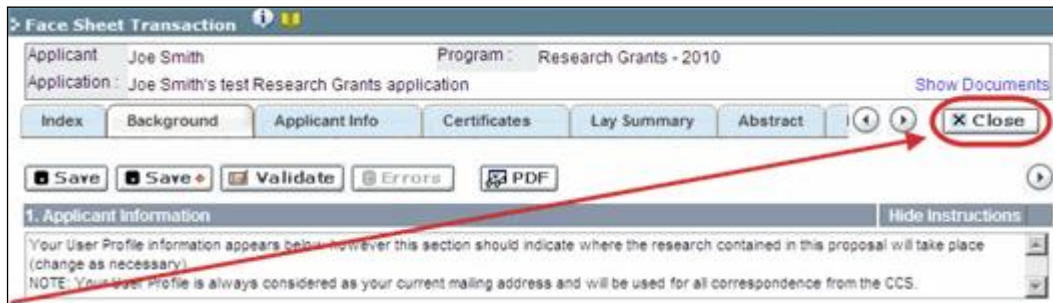 Face Sheet Transaction
Applicant Joe Smith Program : Research Grants - 2010
Application : Joe Smith's test Research Grants application Show Documents
Index Background Applicant Info Certificates Lay Summary Abstract X Close
Save Save Validate Errors PDF
1. Applicant Information Hide Instructions
Your User Profile information appears below, however this section should indicate where the research contained in this proposal will take place
(change as necessary).
NOTE: Your User Profile is always considered as your current mailing address and will be used for all correspondence from the CCS.